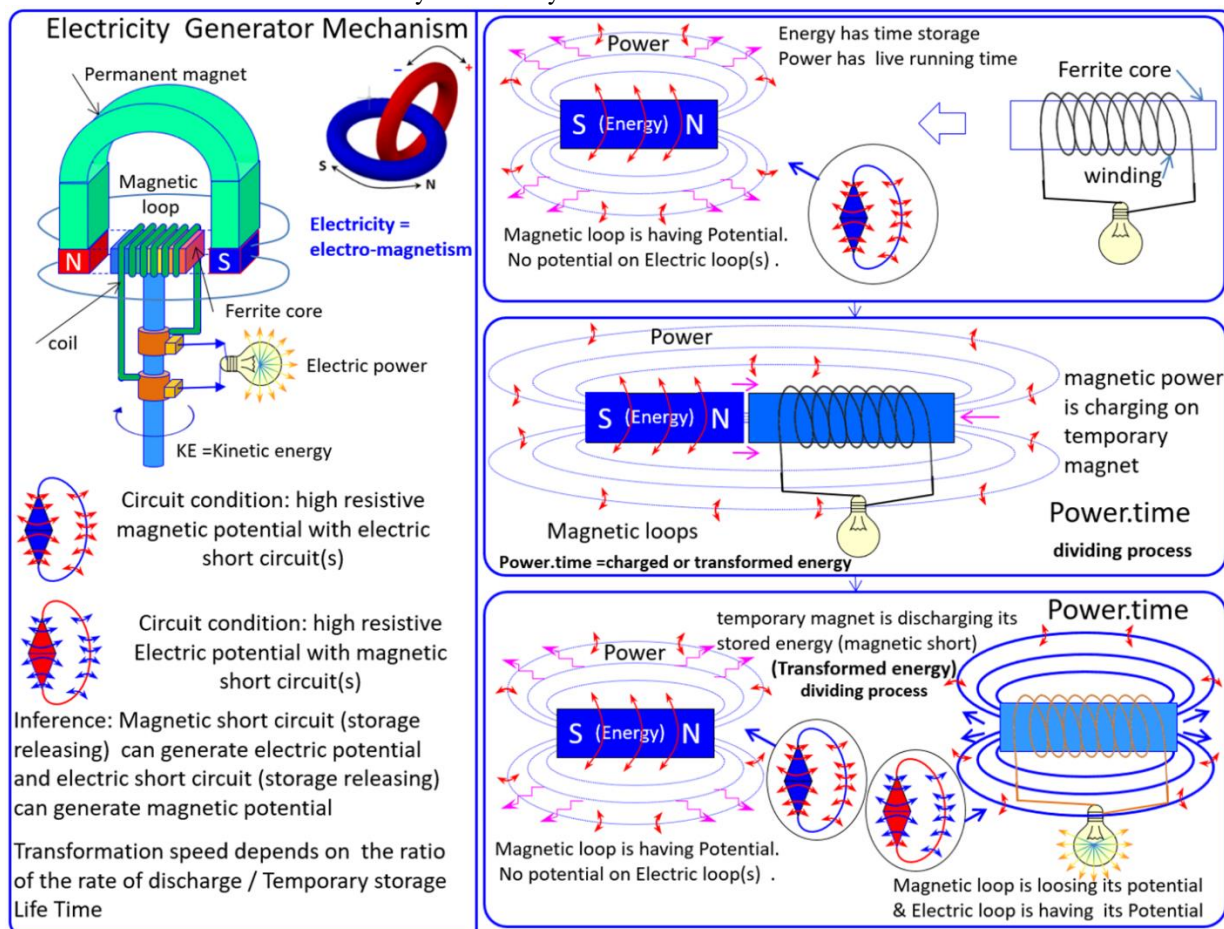 Electricity Generator Mechanism
Permanent magnet
–
+
S
N
Magnetic
loop
Electricity =
electro-magnetism
N
S
coil
Ferrite core
Electric power
KE =Kinetic energy
Circuit condition: high resistive
magnetic potential with electric
short circuit(s)
Circuit condition: high resistive
Electric potential with magnetic
short circuit(s)
Inference: Magnetic short circuit (storage
releasing) can generate electric potential
and electric short circuit (storage releasing)
can generate magnetic potential
Transformation speed depends on the ratio
of the rate of discharge / Temporary storage
Life Time
Power
Energy has time storage
Power has live running time
Ferrite core
S (Energy) N
winding
Magnetic loop is having Potential.
No potential on Electric loop(s) .
Power
S (Energy) N
magnetic power
is charging on
temporary
magnet
Magnetic loops
Power.time
dividing process
Power.time =charged or transformed energy
Power
temporary magnet is discharging its
stored energy (magnetic short)
(Transformed energy)
dividing process
Power.time
S (Energy) N
Magnetic loop is having Potential.
No potential on Electric loop(s) .
Magnetic loop is loosing its potential
& Electric loop is having its Potential